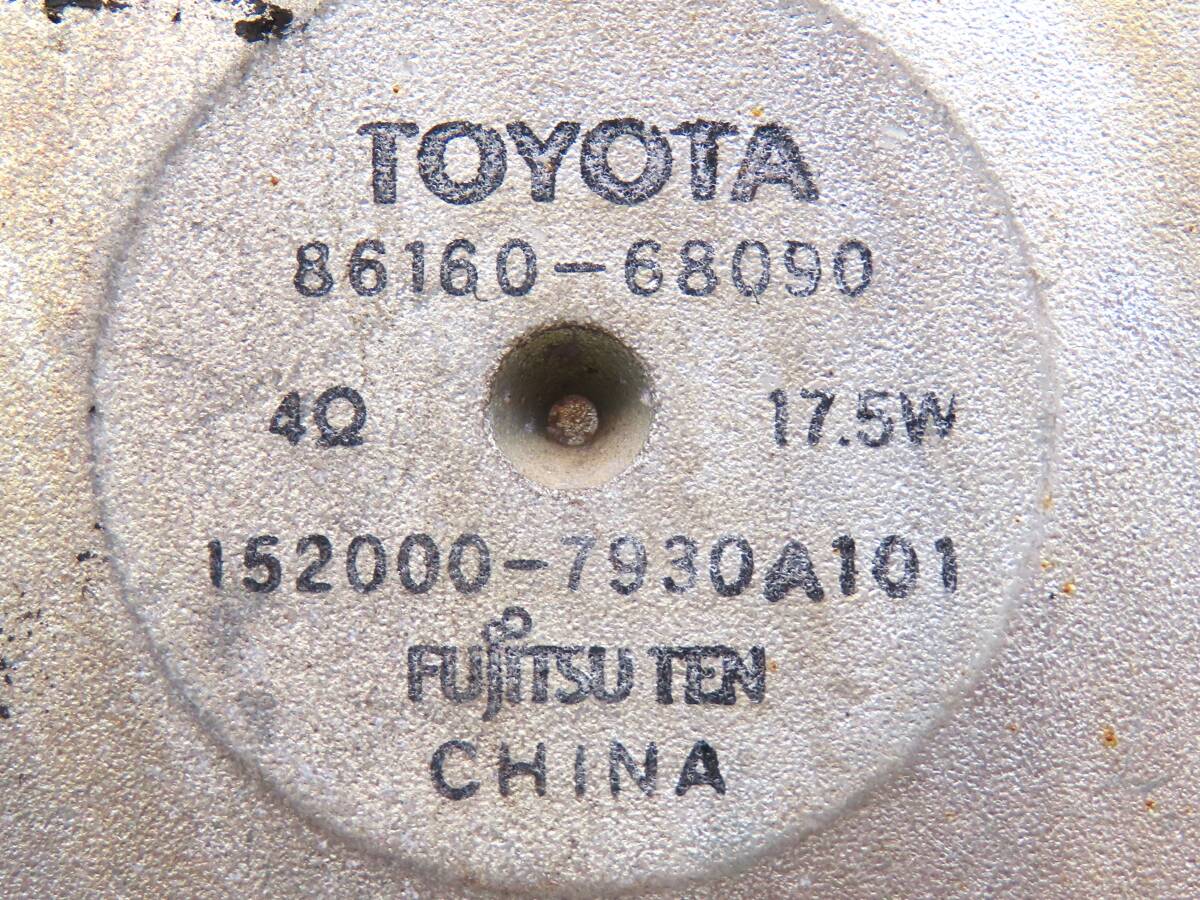 TOYOTA
86160-68090
4Ω 17.5W
152000-7930A101
FUJITSU TEN
CHINA